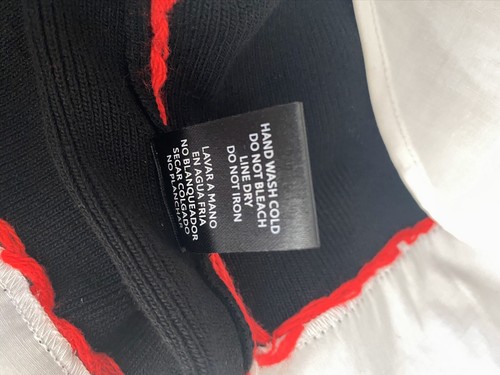 HAND WASH COLD
DO NOT BLEACH
LINE DRY
DO NOT IRON
LAVAR A MANO
EN AGUA FRIA
NO BLANQUEADOR
SECAR COLGADO
NO PLANCHAR